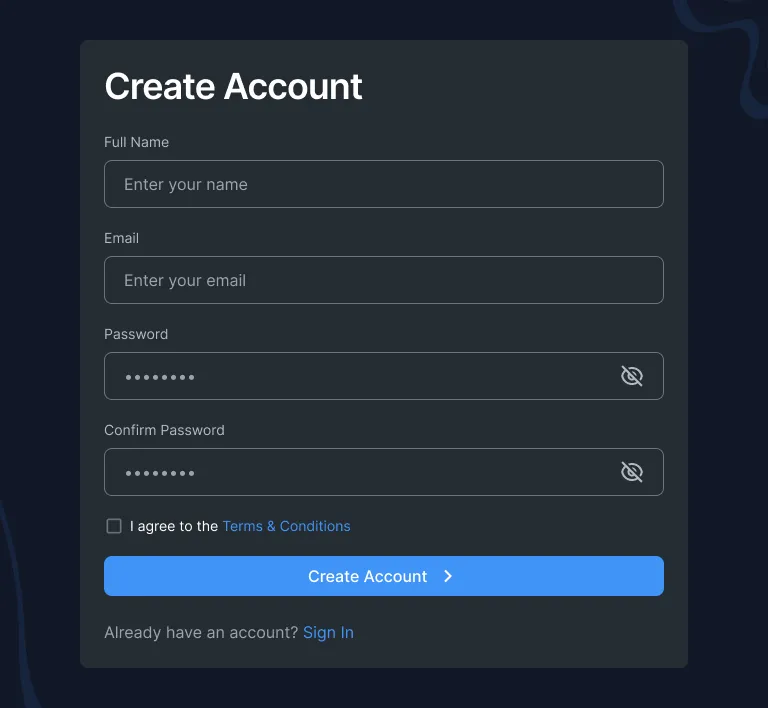 Create Account
Full Name
Enter your name
Email
Enter your email
Password
••••••••
Confirm Password
••••••••
I agree to the Terms & Conditions
Create Account
Already have an account? Sign In